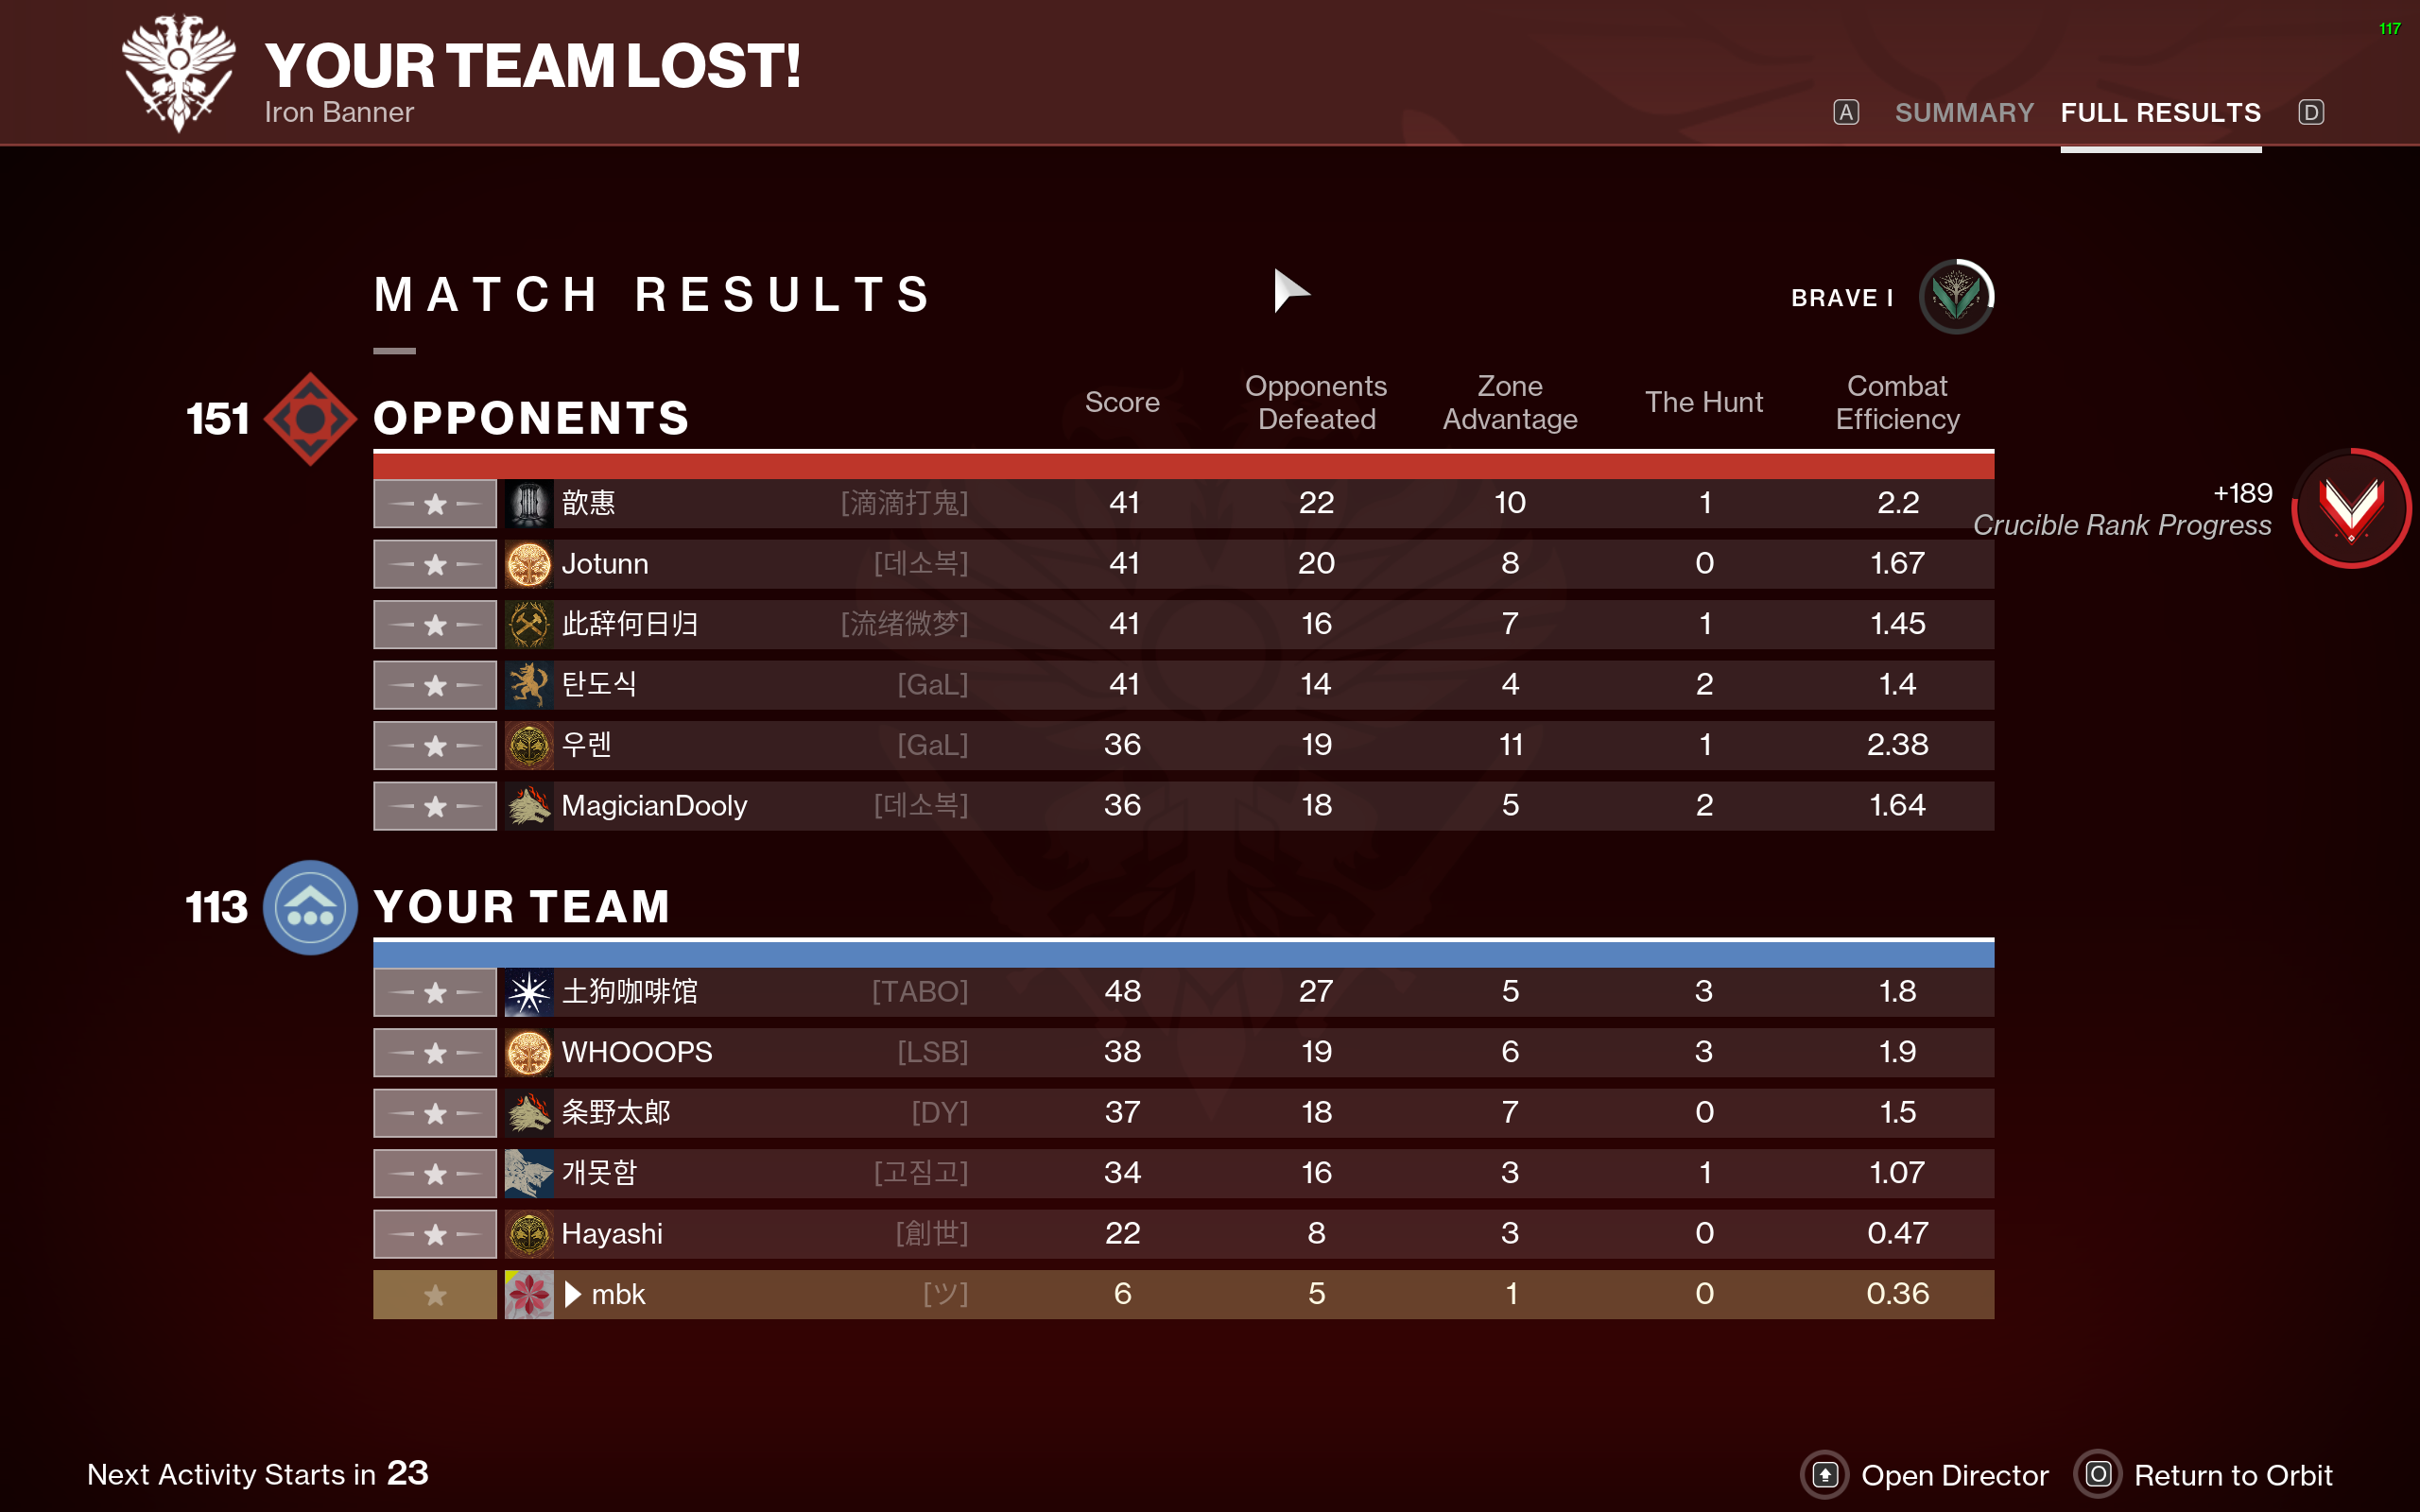 117
YOUR TEAM LOST!
Iron Banner
A SUMMARY FULL RESULTS D
MATCH RESULTS
BRAVE I
151 OPPONENTS Score Opponents Defeated Zone Advantage The Hunt Combat Efficiency
歆惠 [滴滴打鬼] 41 22 10 1 2.2
+189
Crucible Rank Progress
Jotunn [데소복] 41 20 8 0 1.67
此辞何日归 [流绪微梦] 41 16 7 1 1.45
탄도식 [GaL] 41 14 4 2 1.4
우렌 [GaL] 36 19 11 1 2.38
MagicianDooly [데소복] 36 18 5 2 1.64
113 YOUR TEAM
土狗咖啡馆 [TABO] 48 27 5 3 1.8
WHOOOPS [LSB] 38 19 6 3 1.9
条野太郎 [DY] 37 18 7 0 1.5
개못함 [고짐고] 34 16 3 1 1.07
Hayashi [創世] 22 8 3 0 0.47
mbk [ツ] 6 5 1 0 0.36
Next Activity Starts in 23
Open Director O Return to Orbit